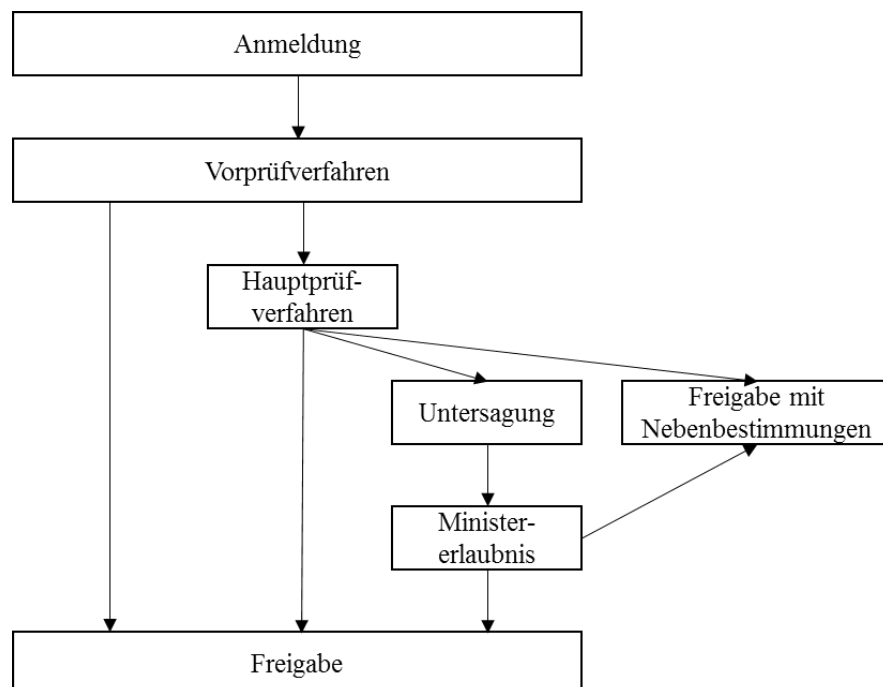 Anmeldung
Vorprüfverfahren
Hauptprüf-
verfahren
Untersagung
Freigabe mit
Nebenbestimmungen
Minister-
erlaubnis
Freigabe